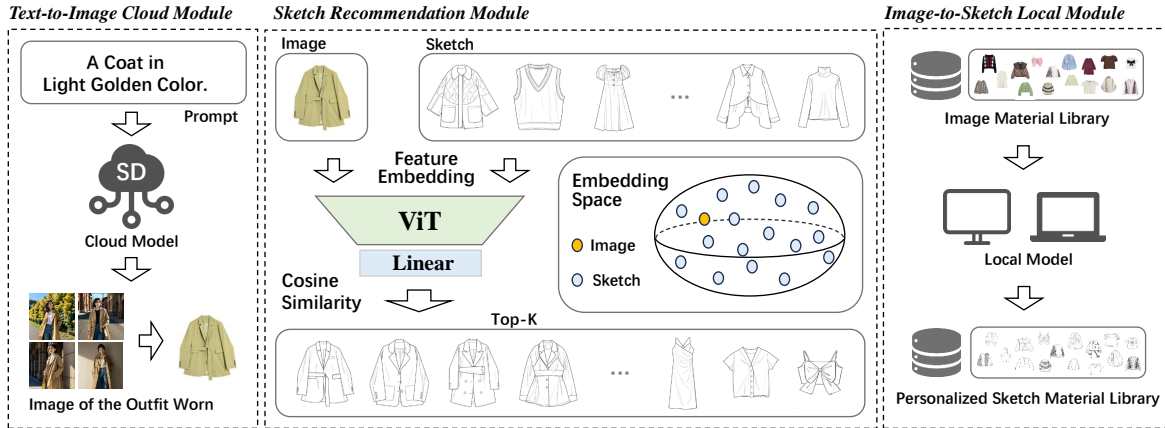 Text-to-Image Cloud Module
A Coat in
Light Golden Color.
Prompt
SD
Cloud Model
Image of the Outfit Worn
Sketch Recommendation Module
Image
Sketch
...
Feature
Embedding
ViT
Linear
Cosine
Similarity
Embedding
Space
Image
Sketch
Top-K
...
Image-to-Sketch Local Module
Image Material Library
Local Model
Personalized Sketch Material Library